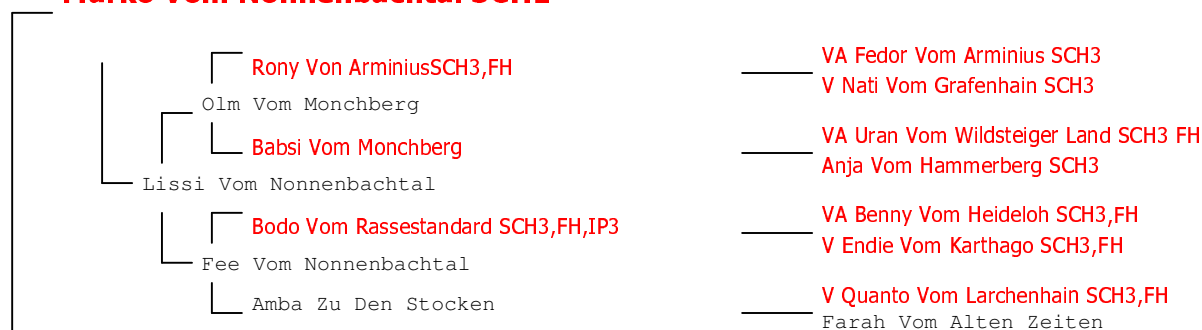 Rony Von ArminiusSCH3,FH
VA Fedor Vom Arminius SCH3
V Nati Vom Grafenhain SCH3
Olm Vom Monchberg
Babsi Vom Monchberg
VA Uran Vom Wildsteiger Land SCH3 FH
Anja Vom Hammerberg SCH3
Lissi Vom Nonnenbachtal
Bodo Vom Rassestandard SCH3,FH,IP3
VA Benny Vom Heideloh SCH3,FH
V Endie Vom Karthago SCH3,FH
Fee Vom Nonnenbachtal
Amba Zu Den Stocken
V Quanto Vom Larchenhain SCH3,FH
Farah Vom Alten Zeiten